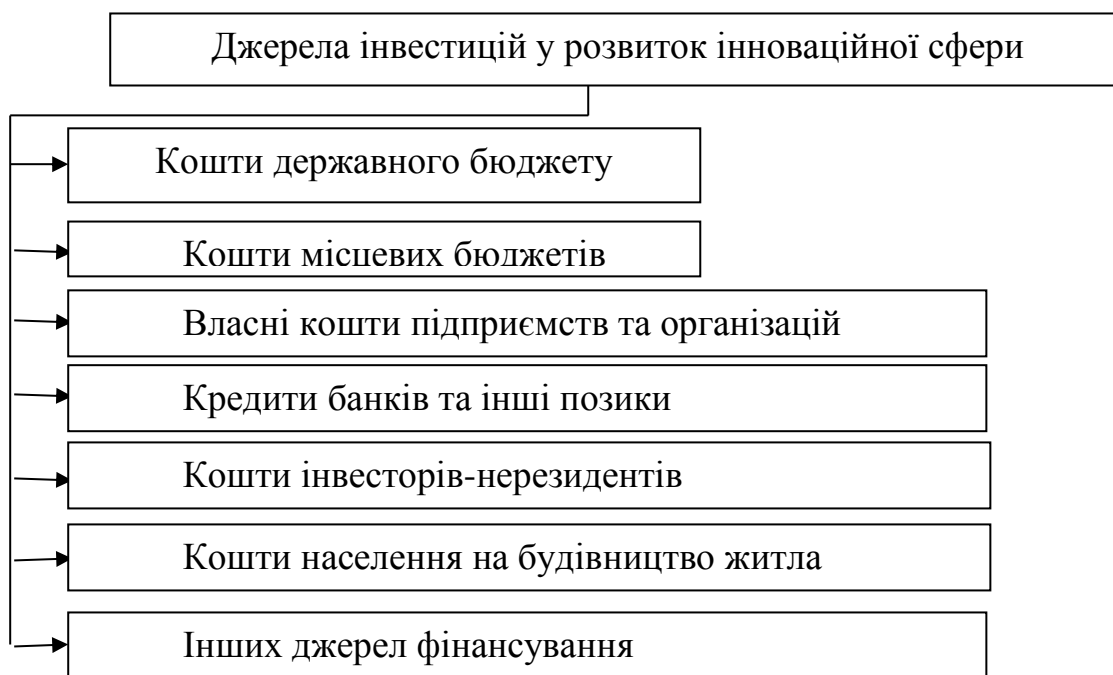 Джерела інвестицій у розвиток інноваційної сфери
Кошти державного бюджету
Кошти місцевих бюджетів
Власні кошти підприємств та організацій
Кредити банків та інші позики
Кошти інвесторів-нерезидентів
Кошти населення на будівництво житла
Інших джерел фінансування